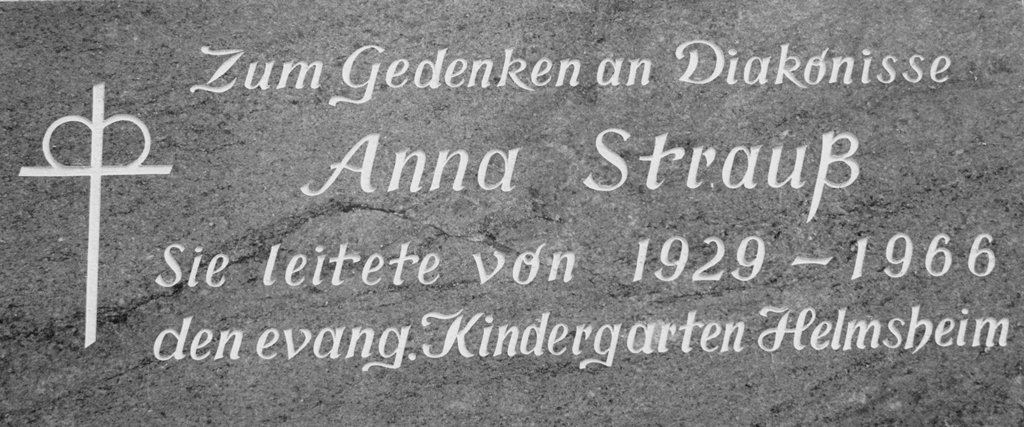 Zum Gedenken an Diakonisse
Anna Strauß
Sie leitete von 1929 – 1966
den evang. Kindergarten Helmsheim